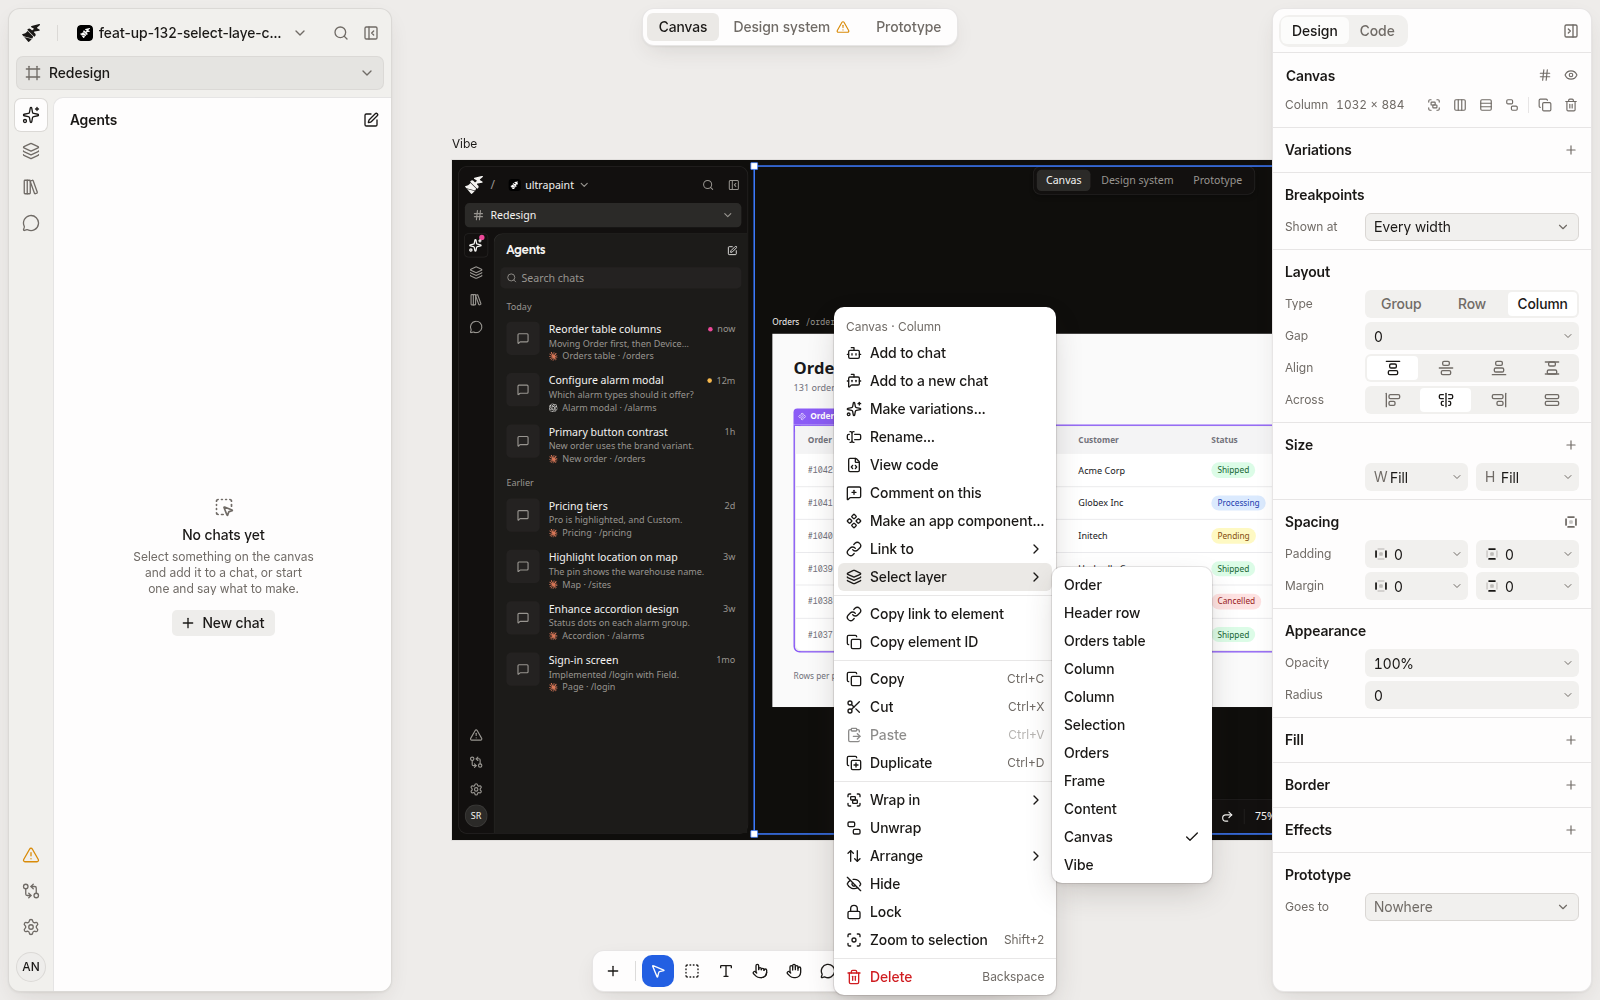 feat-up-132-select-laye-c...
Redesign
Agents
No chats yet
Select something on the canvas
and add it to a chat, or start
one and say what to make.
New chat
AN
Canvas
Design system
Prototype
Vibe
/
ultrapaint
Redesign
Agents
Search chats
Today
Reorder table columns
now
Moving Order first, then Device...
Orders table · /orders
Configure alarm modal
12m
Which alarm types should it offer?
Alarm modal · /alarms
Primary button contrast
1h
New order uses the brand variant.
New order · /orders
Earlier
Pricing tiers
2d
Pro is highlighted, and Custom.
Pricing · /pricing
Highlight location on map
3w
The pin shows the warehouse name.
Map · /sites
Enhance accordion design
3w
Status dots on each alarm group.
Accordion · /alarms
Sign-in screen
1mo
Implemented /login with Field.
Page · /login
SR
Canvas
Design system
Prototype
Orders
Customer
Status
Order
#1042
Acme Corp
Shipped
#1041
Globex Inc
Processing
#1040
Initech
Pending
#1039
Shipped
#1038
Cancelled
#1037
Shipped
Rows per
75%
Canvas · Column
Add to chat
Add to a new chat
Make variations...
Rename...
View code
Comment on this
Make an app component...
Link to
Select layer
Copy link to element
Copy element ID
Copy Ctrl+C
Cut Ctrl+X
Paste Ctrl+V
Duplicate Ctrl+D
Wrap in
Unwrap
Arrange
Hide
Lock
Zoom to selection Shift+2
Delete Backspace
Order
Header row
Orders table
Column
Column
Selection
Orders
Frame
Content
Canvas
Vibe
Design
Code
Canvas
Column 1032 × 884
Variations
Breakpoints
Shown at Every width
Layout
Type Group Row Column
Gap 0
Align
Across
Size
W Fill H Fill
Spacing
Padding 0 0
Margin 0 0
Appearance
Opacity 100%
Radius 0
Fill
Border
Effects
Prototype
Goes to Nowhere